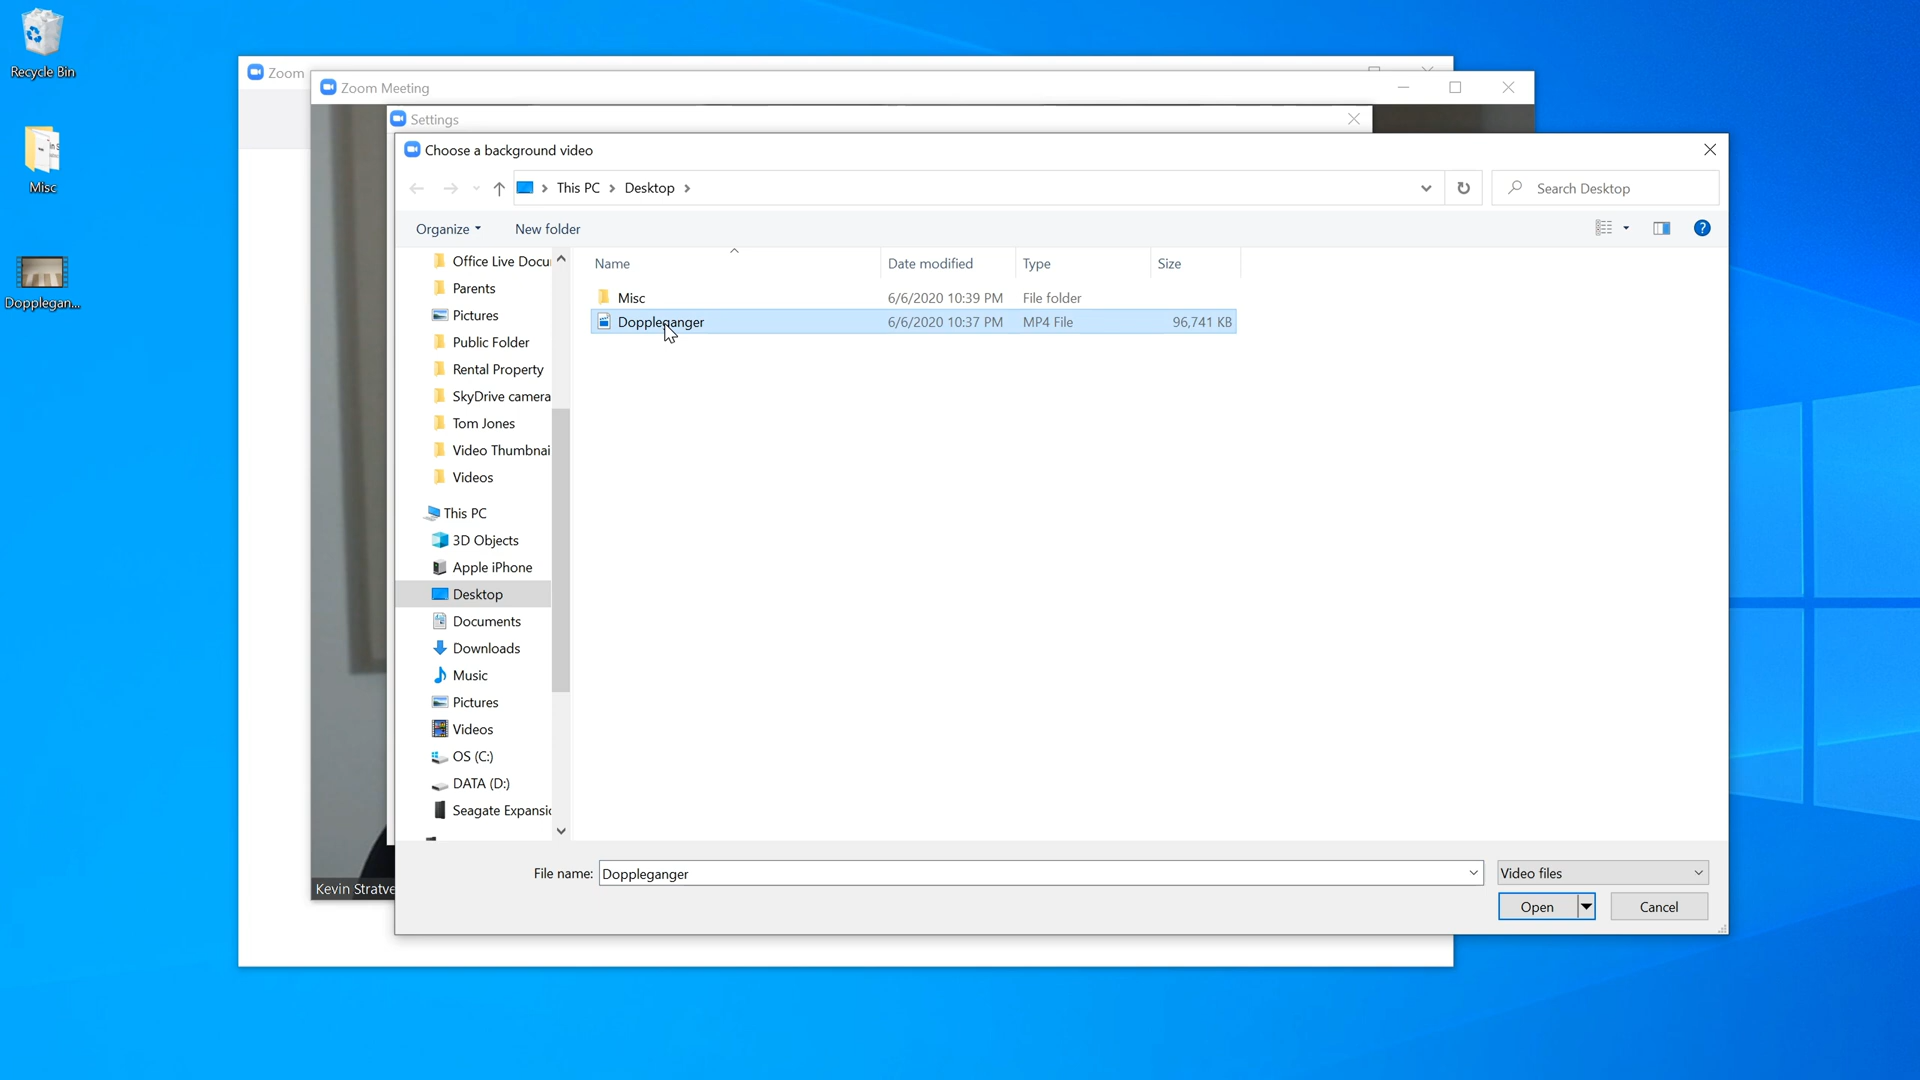 Recycle Bin
Misc
Dopplegan...
Zoom
Zoom Meeting
Settings
Choose a background video
This PC
Desktop
Search Desktop
Organize
New folder
Office Live Docu
Parents
Pictures
Public Folder
Rental Property
SkyDrive camera
Tom Jones
Video Thumbnai
Videos
This PC
3D Objects
Apple iPhone
Desktop
Documents
Downloads
Music
Pictures
Videos
OS (C:)
DATA (D:)
Seagate Expansio
Name Date modified Type Size
Misc 6/6/2020 10:39 PM File folder
Doppleganger 6/6/2020 10:37 PM MP4 File 96,741 KB
File name: Doppleganger Video files
Open Cancel
Kevin Stratve